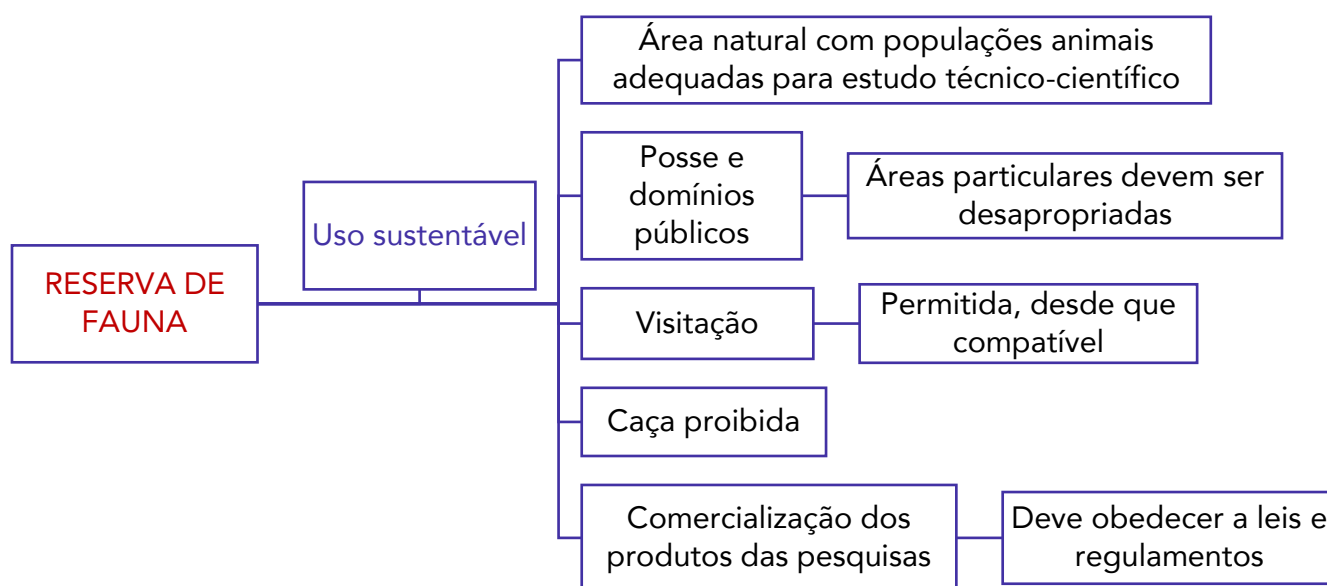 Área natural com populações animais
adequadas para estudo técnico-científico
Posse e
domínios
públicos
Áreas particulares devem ser
desapropriadas
Uso sustentável
RESERVA DE
FAUNA
Visitação
Permitida, desde que
compatível
Caça proibida
Comercialização dos
produtos das pesquisas
Deve obedecer a leis e
regulamentos